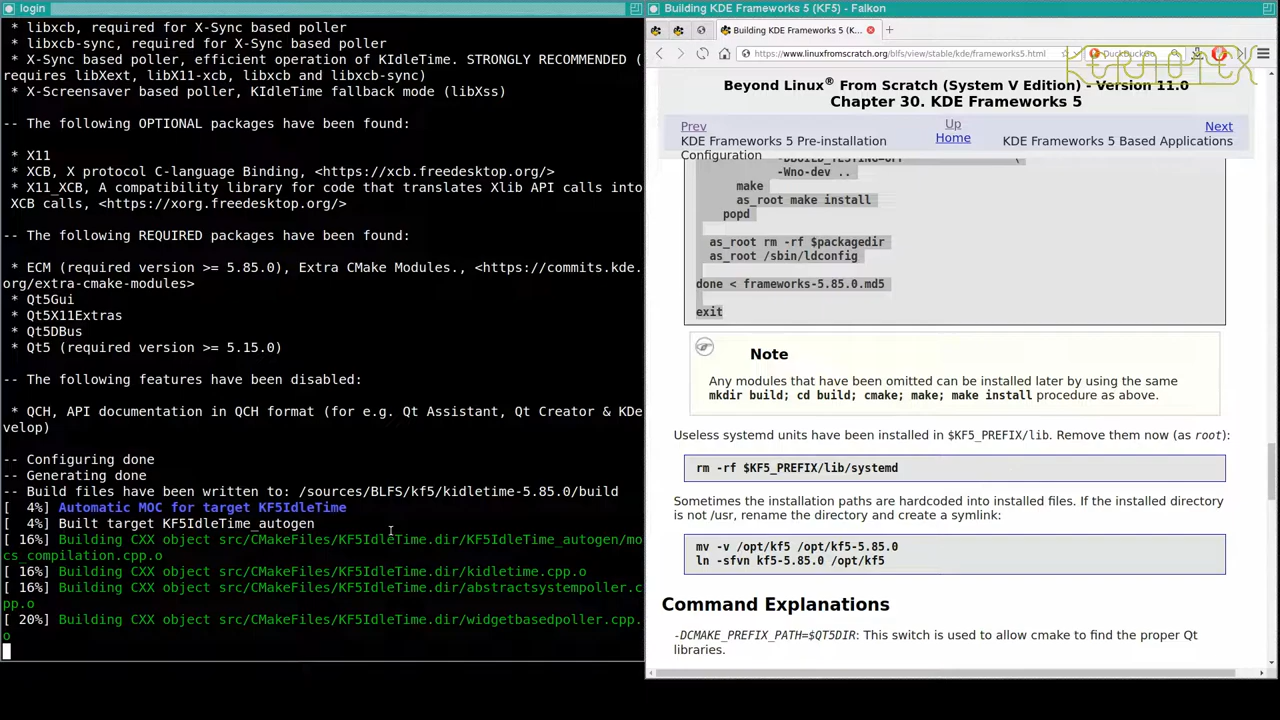 login
 * libxcb, required for X-Sync based poller
 * libxcb-sync, required for X-Sync based poller
 * X-Sync based poller, efficient operation of KIdleTime. STRONGLY RECOMMENDED (
requires libXext, libX11-xcb, libxcb and libxcb-sync)
 * X-Screensaver based poller, KIdleTime fallback mode (libXss)
-- The following OPTIONAL packages have been found:
 * X11
 * XCB, X protocol C-language Binding, <https://xcb.freedesktop.org/>
 * X11_XCB, A compatibility library for code that translates Xlib API calls into
 XCB calls, <https://xorg.freedesktop.org/>
-- The following REQUIRED packages have been found:
 * ECM (required version >= 5.85.0), Extra CMake Modules., <https://commits.kde.
org/extra-cmake-modules>
 * Qt5Gui
 * Qt5X11Extras
 * Qt5DBus
 * Qt5 (required version >= 5.15.0)
-- The following features have been disabled:
 * QCH, API documentation in QCH format (for e.g. Qt Assistant, Qt Creator & KDe
velop)
-- Configuring done
-- Generating done
-- Build files have been written to: /sources/BLFS/kf5/kidletime-5.85.0/build
[  4%] Automatic MOC for target KF5IdleTime
[  4%] Built target KF5IdleTime_autogen
[ 16%] Building CXX object src/CMakeFiles/KF5IdleTime.dir/KF5IdleTime_autogen/mo
cs_compilation.cpp.o
[ 16%] Building CXX object src/CMakeFiles/KF5IdleTime.dir/kidletime.cpp.o
[ 16%] Building CXX object src/CMakeFiles/KF5IdleTime.dir/abstractsystempoller.c
pp.o
[ 20%] Building CXX object src/CMakeFiles/KF5IdleTime.dir/widgetbasedpoller.cpp.
o
Building KDE Frameworks 5 (KF5) - Falkon
Building KDE Frameworks 5 (K...
https://www.linuxfromscratch.org/blfs/view/stable/kde/frameworks5.html
DuckDuckGo
KERNOTEX
Beyond Linux® From Scratch (System V Edition) - Version 11.0
Chapter 30. KDE Frameworks 5
Prev
KDE Frameworks 5 Pre-installation
Configuration
Up
Home
Next
KDE Frameworks 5 Based Applications
-DBUILD_TESTING=OFF \
-Wno-dev ..
make
as_root make install
popd
as_root rm -rf $packagedir
as_root /sbin/ldconfig
done < frameworks-5.85.0.md5
exit
Note
Any modules that have been omitted can be installed later by using the same
mkdir build; cd build; cmake; make; make install procedure as above.
Useless systemd units have been installed in $KF5_PREFIX/lib. Remove them now (as root):
rm -rf $KF5_PREFIX/lib/systemd
Sometimes the installation paths are hardcoded into installed files. If the installed directory
is not /usr, rename the directory and create a symlink:
mv -v /opt/kf5 /opt/kf5-5.85.0
ln -sfvn kf5-5.85.0 /opt/kf5
Command Explanations
-DCMAKE_PREFIX_PATH=$QT5DIR: This switch is used to allow cmake to find the proper Qt
libraries.